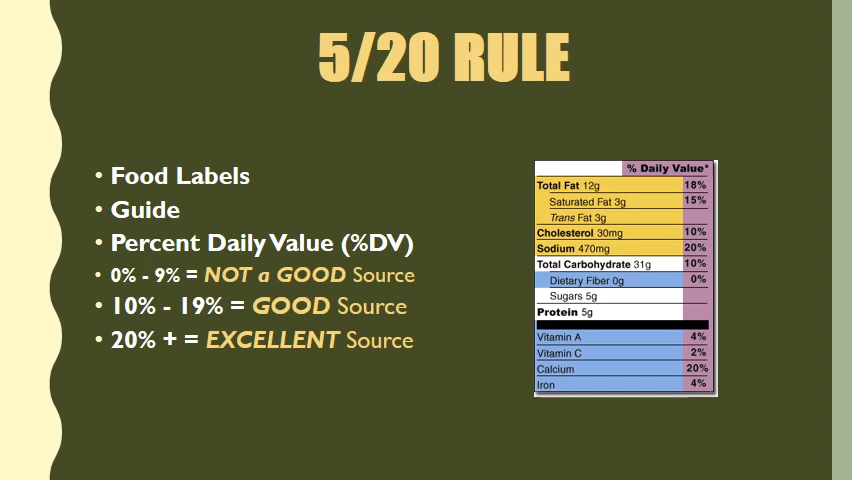 5/20 RULE
• Food Labels
• Guide
• Percent Daily Value (%DV)
• 0% - 9% = NOT a GOOD Source
• 10% - 19% = GOOD Source
• 20% + = EXCELLENT Source
% Daily Value*
Total Fat 12g 18%
Saturated Fat 3g 15%
Trans Fat 3g
Cholesterol 30mg 10%
Sodium 470mg 20%
Total Carbohydrate 31g 10%
Dietary Fiber 0g 0%
Sugars 5g
Protein 5g
Vitamin A 4%
Vitamin C 2%
Calcium 20%
Iron 4%